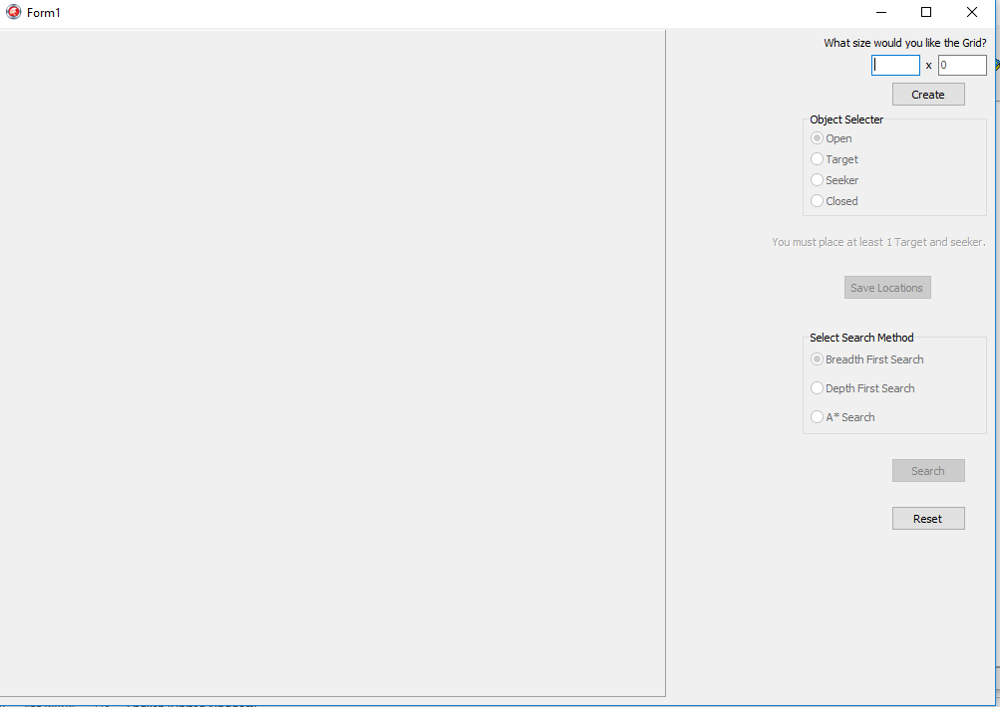 Form1
What size would you like the Grid?
x 0
Create
Object Selecter
Open
Target
Seeker
Closed
You must place at least 1 Target and seeker.
Save Locations
Select Search Method
Breadth First Search
Depth First Search
A* Search
Search
Reset